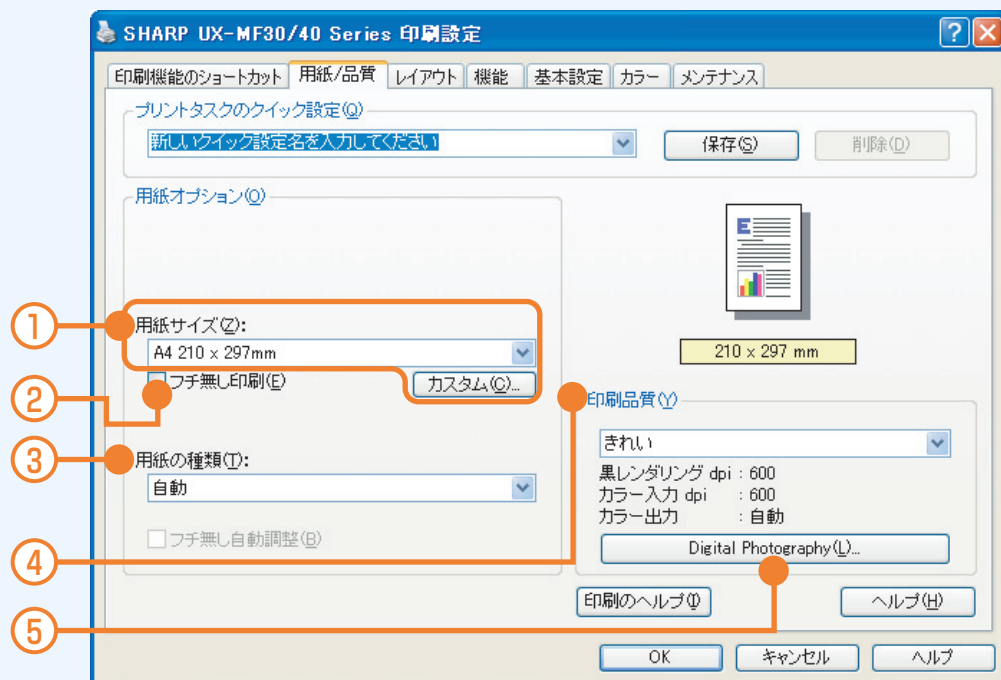 SHARP UX-MF30/40 Series 印刷設定
印刷機能のショートカット 用紙/品質 レイアウト 機能 基本設定 カラー メンテナンス
プリントタスクのクイック設定(Q)
新しいクイック設定名を入力してください 保存(S) 削除(D)
用紙オプション(O)
E
① 用紙サイズ(Z):
A4 210 x 297mm
210 x 297 mm
② フチ無し印刷(E) カスタム(C)...
③ 用紙の種類(T):
自動
フチ無し自動調整(B)
④ 印刷品質(Y)
きれい
黒レンダリング dpi : 600
カラー入力 dpi : 600
カラー出力 : 自動
⑤ Digital Photography(L)...
印刷のヘルプ(I) ヘルプ(H)
OK キャンセル ヘルプ